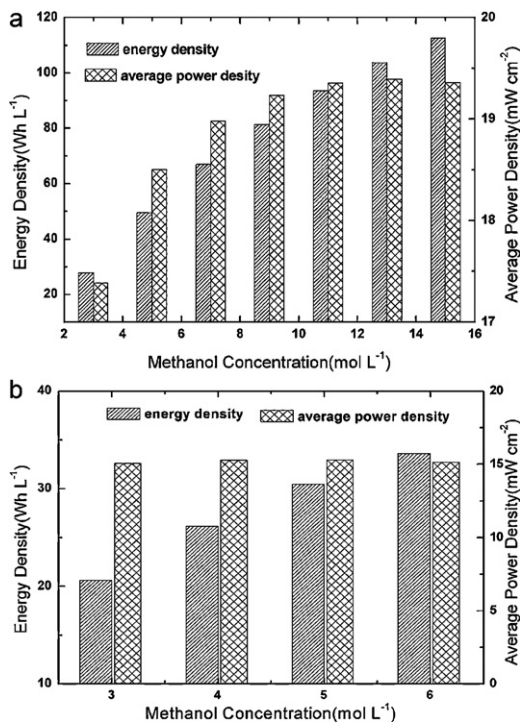 a
energy density
average power desity
Energy Density(Wh L⁻¹)
120
100
80
60
40
20
20
19
18
17
Average Power Density(mW cm⁻²)
2 4 6 8 10 12 14 16
Methanol Concentration(mol L⁻¹)
b
energy density average power density
Energy Density(Wh L⁻¹)
40
30
20
10
20
15
10
5
0
Average Power Density(mW cm⁻²)
3 4 5 6
Methanol Concentration(mol L⁻¹)